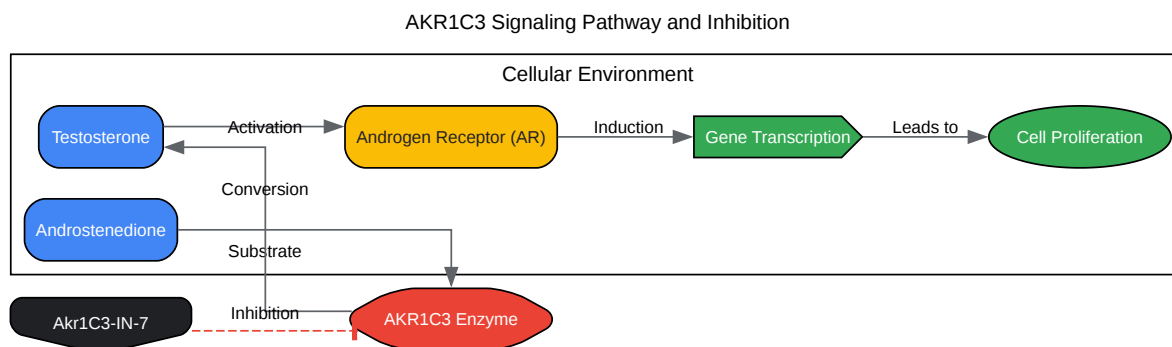 AKR1C3 Signaling Pathway and Inhibition
Cellular Environment
Testosterone
Activation
Androgen Receptor (AR)
Induction
Gene Transcription
Leads to
Cell Proliferation
Conversion
Androstenedione
Substrate
Akr1C3-IN-7
Inhibition
AKR1C3 Enzyme